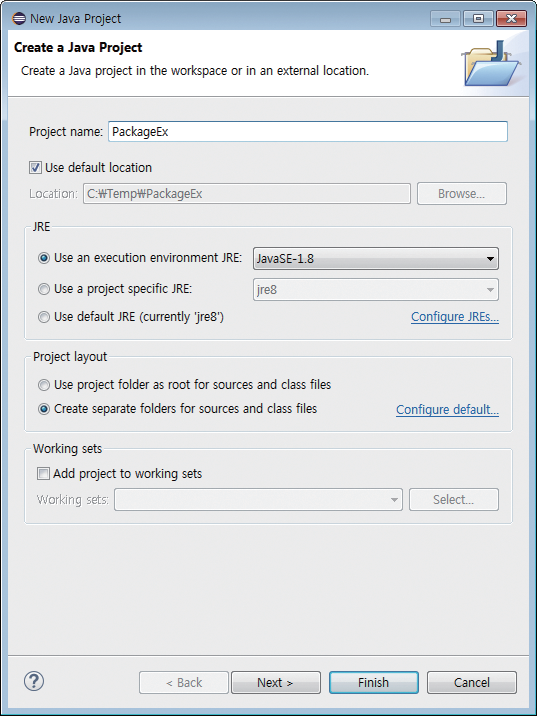 New Java Project
Create a Java Project
Create a Java project in the workspace or in an external location.
Project name: PackageEx
Use default location
Location: C:₩Temp₩PackageEx Browse...
JRE
Use an execution environment JRE: JavaSE-1.8
Use a project specific JRE: jre8
Use default JRE (currently 'jre8') Configure JREs...
Project layout
Use project folder as root for sources and class files
Create separate folders for sources and class files Configure default...
Working sets
Add project to working sets
Working sets: Select...
? < Back Next > Finish Cancel